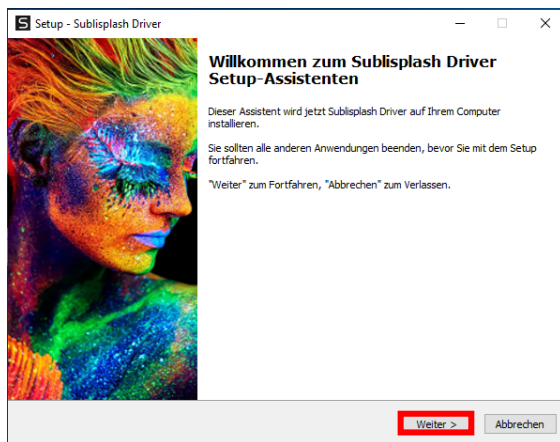 S Setup - Sublisplash Driver
Willkommen zum Sublisplash Driver
Setup-Assistenten
Dieser Assistent wird jetzt Sublisplash Driver auf Ihrem Computer
installieren.
Sie sollten alle anderen Anwendungen beenden, bevor Sie mit dem Setup
fortfahren.
"Weiter" zum Fortfahren, "Abbrechen" zum Verlassen.
Weiter > Abbrechen